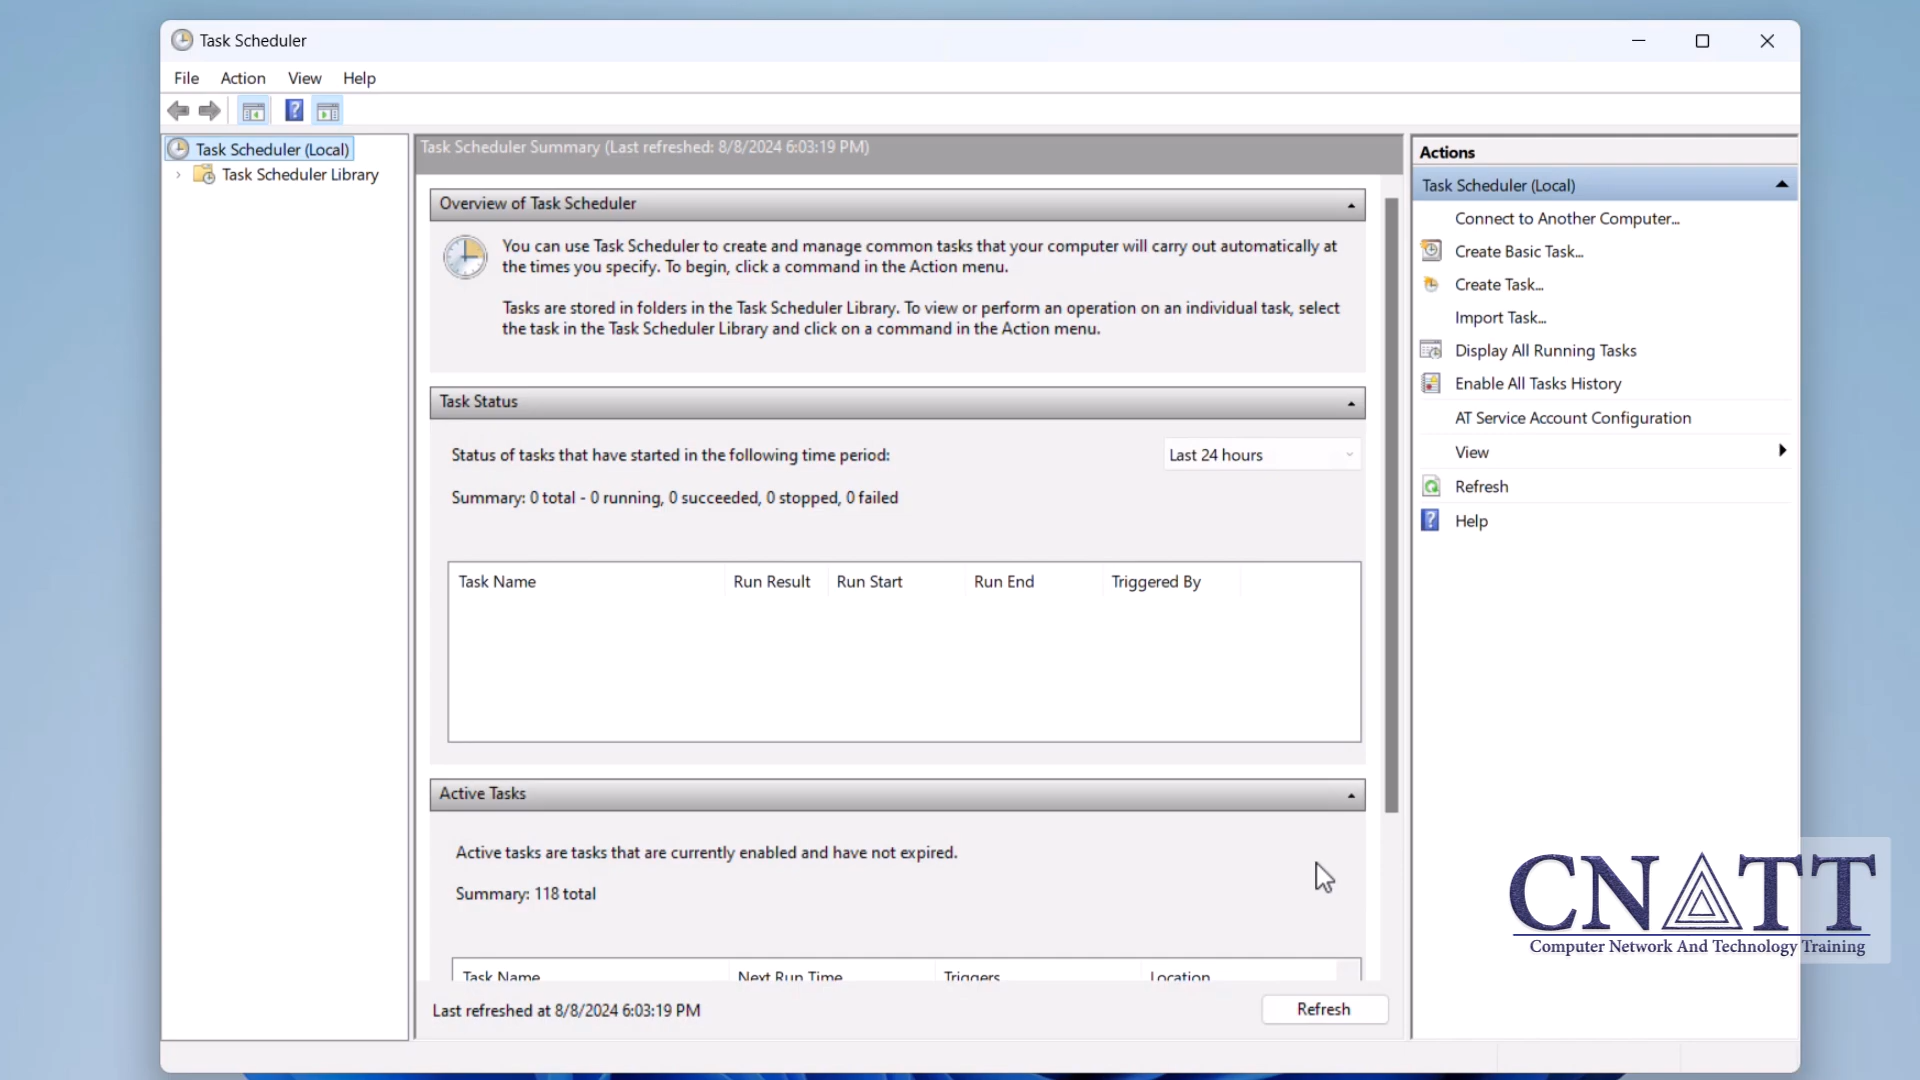 Task Scheduler
File Action View Help
?
Task Scheduler (Local)
Task Scheduler Library
Task Scheduler Summary (Last refreshed: 8/8/2024 6:03:19 PM)
Overview of Task Scheduler
You can use Task Scheduler to create and manage common tasks that your computer will carry out automatically at
the times you specify. To begin, click a command in the Action menu.
Tasks are stored in folders in the Task Scheduler Library. To view or perform an operation on an individual task, select
the task in the Task Scheduler Library and click on a command in the Action menu.
Task Status
Status of tasks that have started in the following time period:
Last 24 hours
Summary: 0 total - 0 running, 0 succeeded, 0 stopped, 0 failed
Task Name Run Result Run Start Run End Triggered By
Active Tasks
Active tasks are tasks that are currently enabled and have not expired.
Summary: 118 total
Task Name Next Run Time Triggers Location
Last refreshed at 8/8/2024 6:03:19 PM
Refresh
Actions
Task Scheduler (Local)
Connect to Another Computer...
Create Basic Task...
Create Task...
Import Task...
Display All Running Tasks
Enable All Tasks History
AT Service Account Configuration
View
Refresh
? Help
CNATT
Computer Network And Technology Training